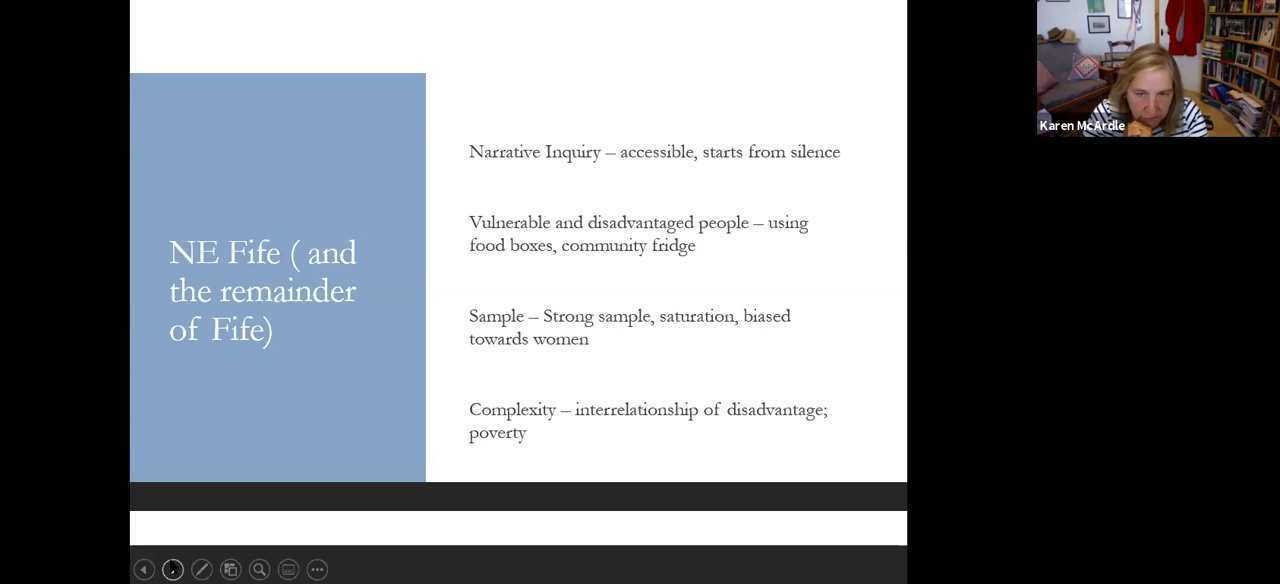 NE Fife ( and
the remainder
of Fife)
Narrative Inquiry – accessible, starts from silence
Vulnerable and disadvantaged people – using
food boxes, community fridge
Sample – Strong sample, saturation, biased
towards women
Complexity – interrelationship of disadvantage;
poverty
Karen McArdle